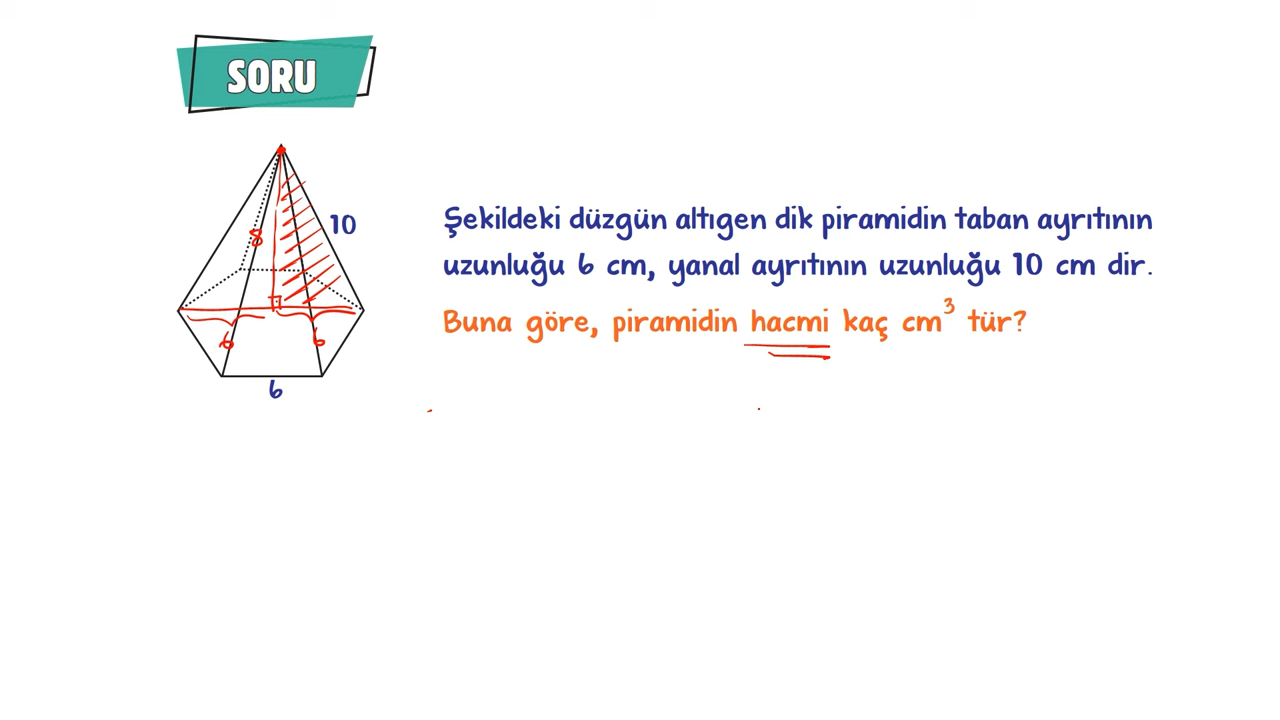 SORU
10
8
6
6
6
Şekildeki düzgün altıgen dik piramidin taban ayrıtının
uzunluğu 6 cm, yanal ayrıtının uzunluğu 10 cm dir.
Buna göre, piramidin hacmi kaç cm³ tür?